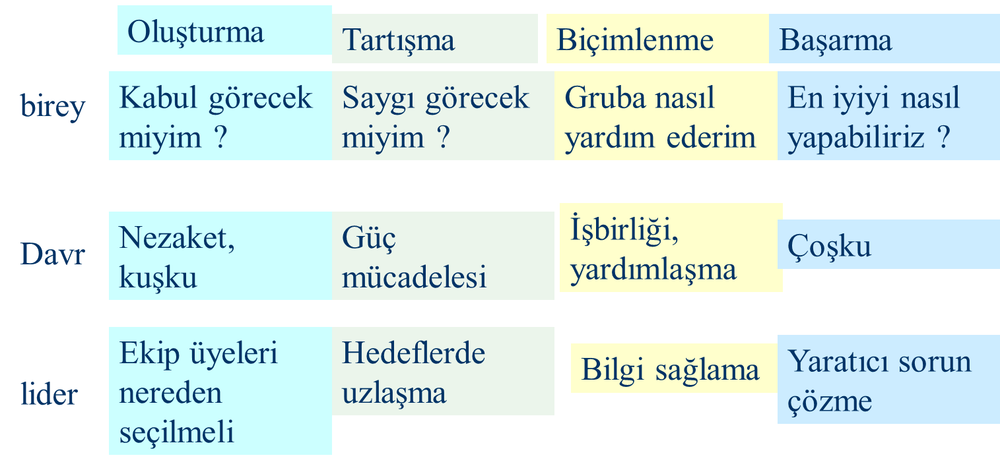 Oluşturma
Tartışma
Biçimlenme
Başarma
birey
Kabul görecek
miyim ?
Saygı görecek
miyim ?
Gruba nasıl
yardım ederim
En iyiyi nasıl
yapabiliriz ?
Davr
Nezaket,
kuşku
Güç
mücadelesi
İşbirliği,
yardımlaşma
Çoşku
lider
Ekip üyeleri
nereden
seçilmeli
Hedeflerde
uzlaşma
Bilgi sağlama
Yaratıcı sorun
çözme